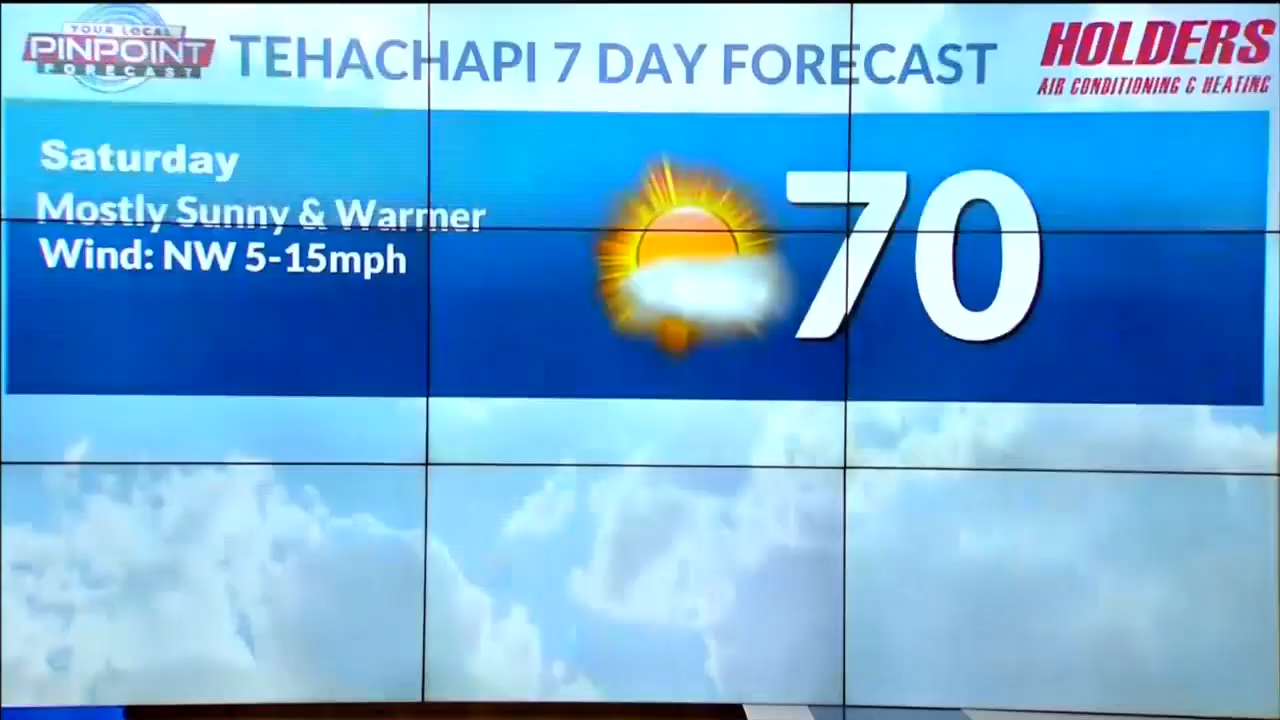 YOUR LOCAL
PINPOINT
FORECAST
TEHACHAPI 7 DAY FORECAST
HOLDERS
AIR CONDITIONING & HEATING
Saturday
Mostly Sunny & Warmer
Wind: NW 5-15mph
70